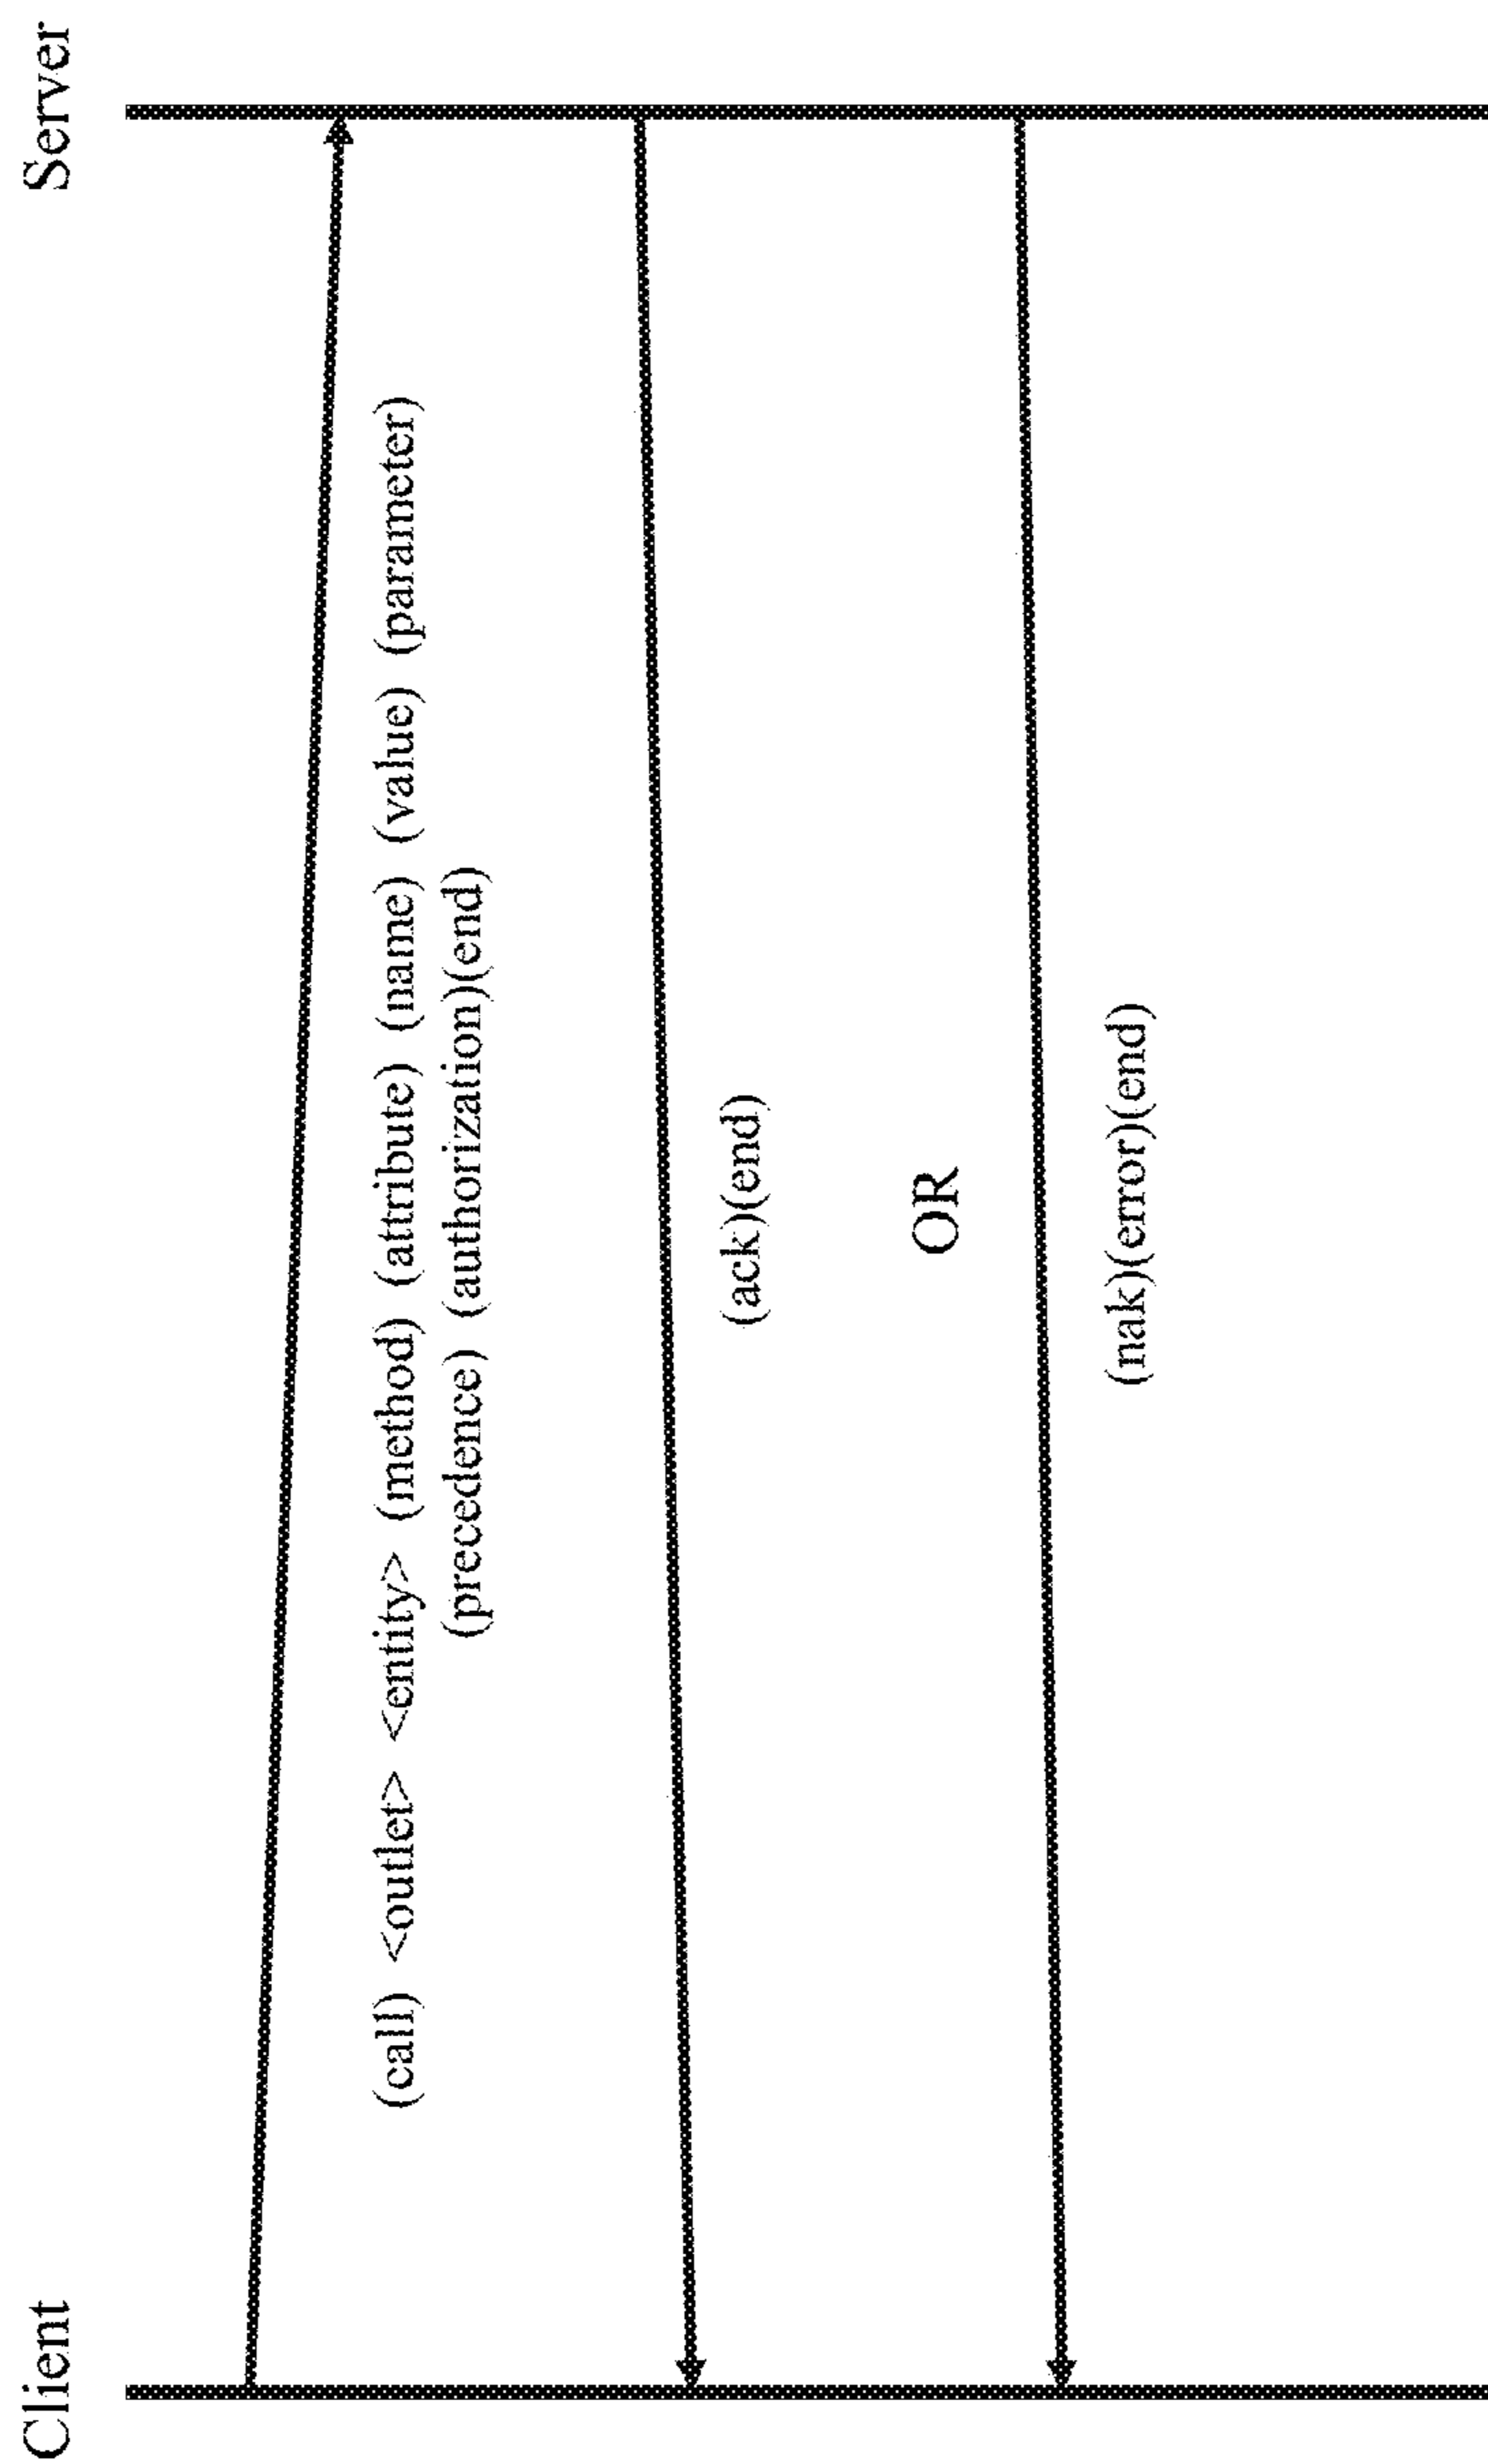 Client
Server
(call) <outlet> <entity> (method) (attribute) (name) (value) (parameter)
(precedence) (authorization)(end)
(ack)(end)
OR
(nak)(error)(end)